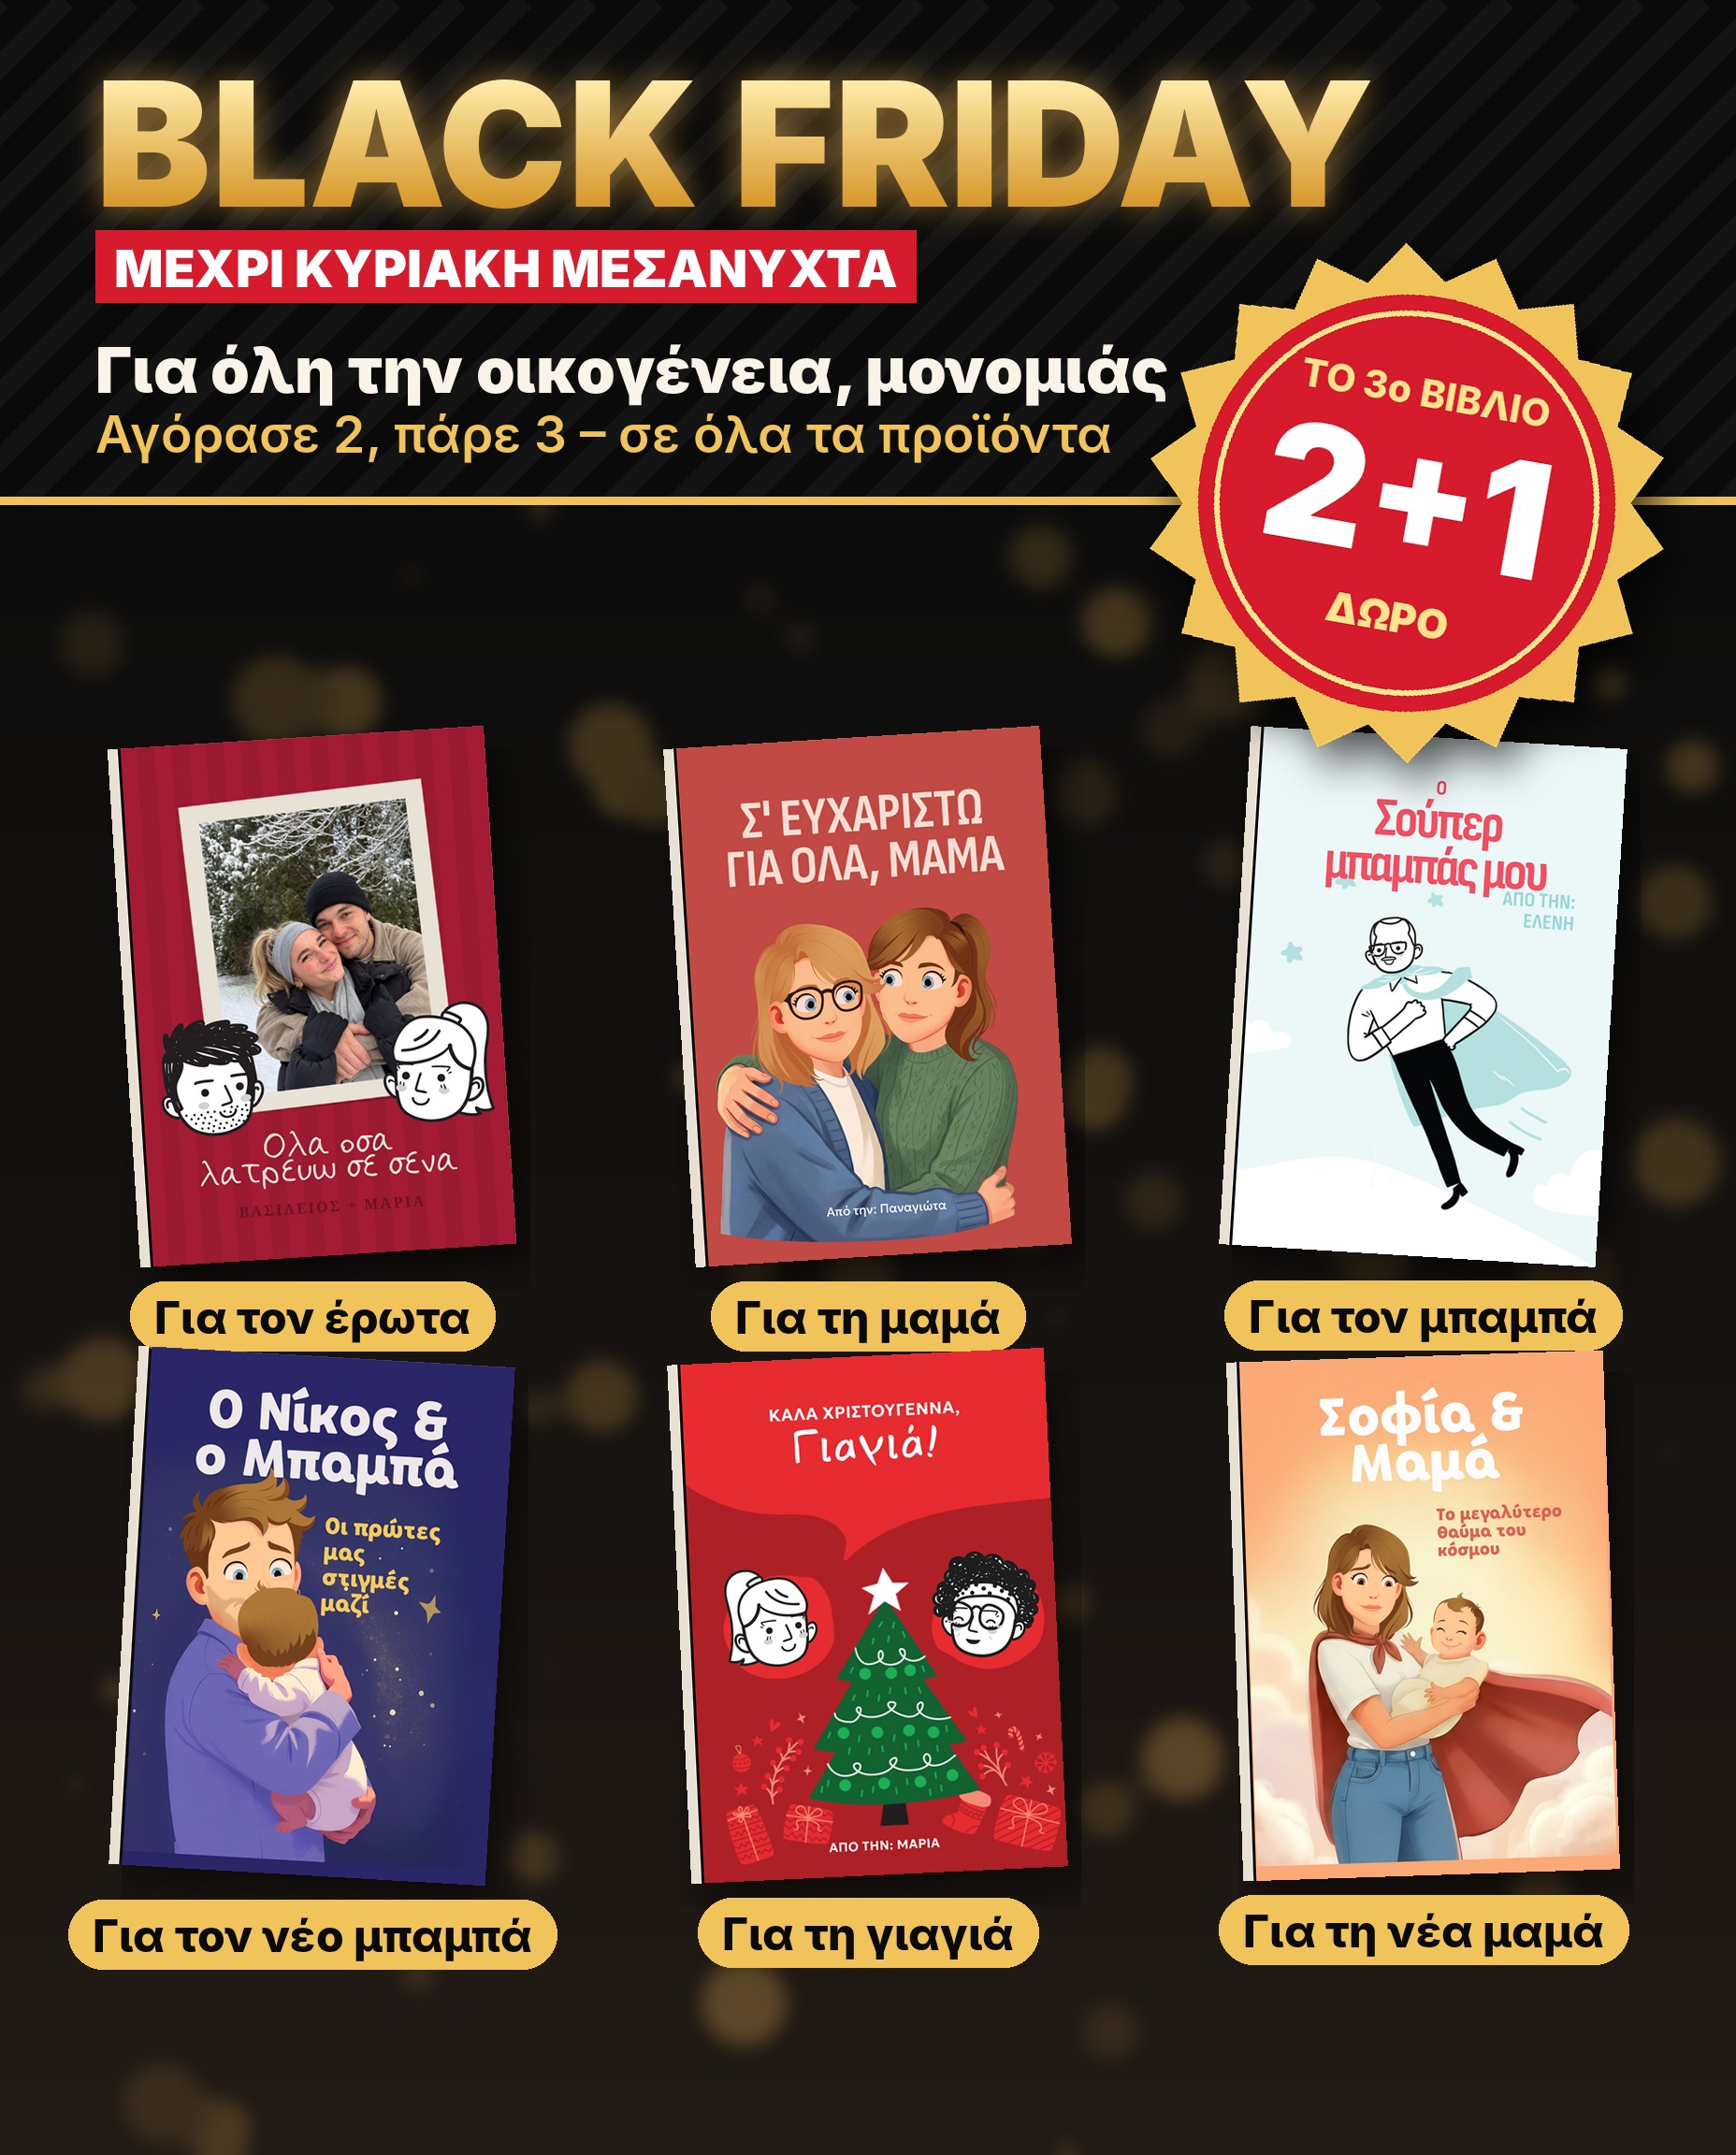 BLACK FRIDAY
ΜΕΧΡΙ ΚΥΡΙΑΚΗ ΜΕΣΑΝΥΧΤΑ
Για όλη την οικογένεια, μονομιάς
Αγόρασε 2, πάρε 3 – σε όλα τα προϊόντα
ΤΟ 3ο ΒΙΒΛΙΟ
2+1
ΔΩΡΟ
Όλα οσα
λατρεύω σε σένα
ΒΑΣΙΛΕΙΟΣ • ΜΑΡΙΑ
Για τον έρωτα
Σ' ΕΥΧΑΡΙΣΤΩ
ΓΙΑ ΟΛΑ, ΜΑΜΑ
Από την: Παναγιώτα
Για τη μαμά
Ο
Σούπερ
μπαμπάς μου
ΑΠΟ ΤΗΝ:
ΕΛΕΝΗ
Για τον μπαμπά
Ο Νίκος &
ο Μπαμπά
Οι πρώτες
μας
στιγμές
μαζί
Για τον νέο μπαμπά
ΚΑΛΑ ΧΡΙΣΤΟΥΓΕΝΝΑ,
Γιαγιά!
ΑΠΟ ΤΗΝ: ΜΑΡΙΑ
Για τη γιαγιά
Σοφία &
Μαμά
Το μεγαλύτερο
θαύμα του
κόσμου
Για τη νέα μαμά